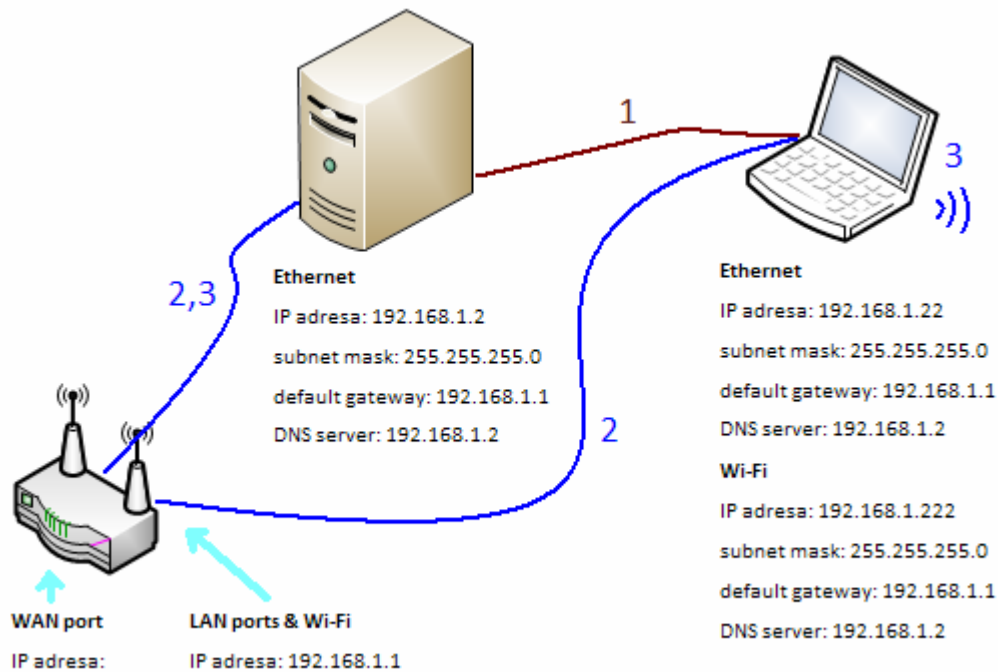 1
3
2,3
2
Ethernet
IP adresa: 192.168.1.2
subnet mask: 255.255.255.0
default gateway: 192.168.1.1
DNS server: 192.168.1.2
Ethernet
IP adresa: 192.168.1.22
subnet mask: 255.255.255.0
default gateway: 192.168.1.1
DNS server: 192.168.1.2
Wi-Fi
IP adresa: 192.168.1.222
subnet mask: 255.255.255.0
default gateway: 192.168.1.1
DNS server: 192.168.1.2
WAN port
IP adresa:
LAN ports & Wi-Fi
IP adresa: 192.168.1.1